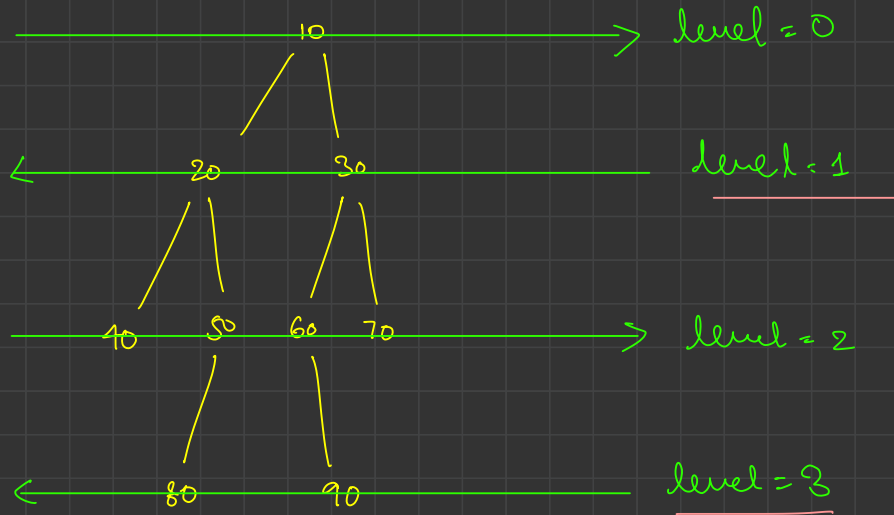 10 level = 0
20 30 level = 1
40 50 60 70 level = 2
80 90 level = 3